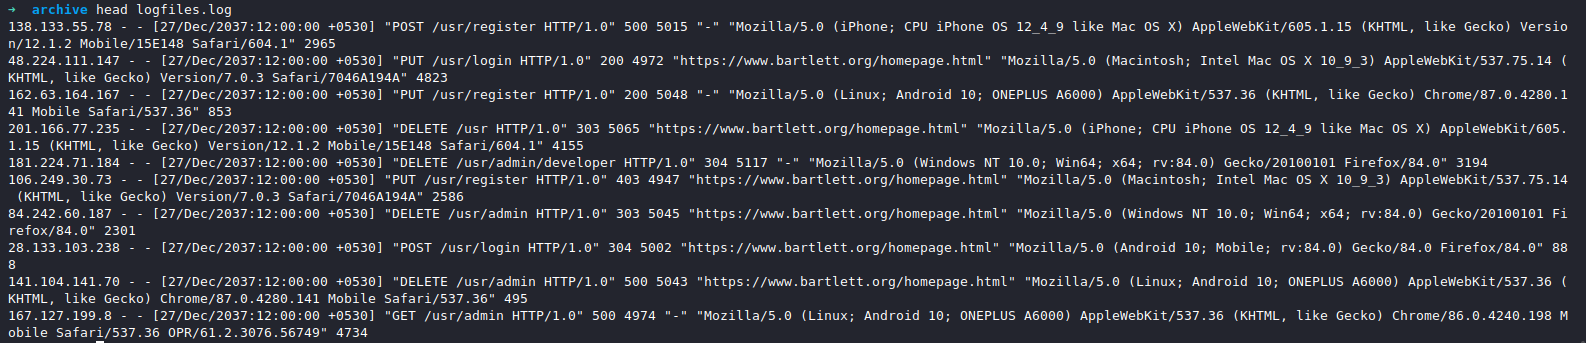 → archive head logfiles.log
138.133.55.78 - - [27/Dec/2037:12:00:00 +0530] "POST /usr/register HTTP/1.0" 500 5015 "-" "Mozilla/5.0 (iPhone; CPU iPhone OS 12_4_9 like Mac OS X) AppleWebKit/605.1.15 (KHTML, like Gecko) Versio
n/12.1.2 Mobile/15E148 Safari/604.1" 2965
48.224.111.147 - - [27/Dec/2037:12:00:00 +0530] "PUT /usr/login HTTP/1.0" 200 4972 "https://www.bartlett.org/homepage.html" "Mozilla/5.0 (Macintosh; Intel Mac OS X 10_9_3) AppleWebKit/537.75.14 (
KHTML, like Gecko) Version/7.0.3 Safari/7046A194A" 4823
162.63.164.167 - - [27/Dec/2037:12:00:00 +0530] "PUT /usr/register HTTP/1.0" 200 5048 "-" "Mozilla/5.0 (Linux; Android 10; ONEPLUS A6000) AppleWebKit/537.36 (KHTML, like Gecko) Chrome/87.0.4280.1
41 Mobile Safari/537.36" 853
201.166.77.235 - - [27/Dec/2037:12:00:00 +0530] "DELETE /usr HTTP/1.0" 303 5065 "https://www.bartlett.org/homepage.html" "Mozilla/5.0 (iPhone; CPU iPhone OS 12_4_9 like Mac OS X) AppleWebKit/605.
1.15 (KHTML, like Gecko) Version/12.1.2 Mobile/15E148 Safari/604.1" 4155
181.224.71.184 - - [27/Dec/2037:12:00:00 +0530] "DELETE /usr/admin/developer HTTP/1.0" 304 5117 "-" "Mozilla/5.0 (Windows NT 10.0; Win64; x64; rv:84.0) Gecko/20100101 Firefox/84.0" 3194
106.249.30.73 - - [27/Dec/2037:12:00:00 +0530] "PUT /usr/register HTTP/1.0" 403 4947 "https://www.bartlett.org/homepage.html" "Mozilla/5.0 (Macintosh; Intel Mac OS X 10_9_3) AppleWebKit/537.75.14
(KHTML, like Gecko) Version/7.0.3 Safari/7046A194A" 2586
84.242.60.187 - - [27/Dec/2037:12:00:00 +0530] "DELETE /usr/admin HTTP/1.0" 303 5045 "https://www.bartlett.org/homepage.html" "Mozilla/5.0 (Windows NT 10.0; Win64; x64; rv:84.0) Gecko/20100101 Fi
refox/84.0" 2301
28.133.103.238 - - [27/Dec/2037:12:00:00 +0530] "POST /usr/login HTTP/1.0" 304 5002 "https://www.bartlett.org/homepage.html" "Mozilla/5.0 (Android 10; Mobile; rv:84.0) Gecko/84.0 Firefox/84.0" 88
8
141.104.141.70 - - [27/Dec/2037:12:00:00 +0530] "DELETE /usr/admin HTTP/1.0" 500 5043 "https://www.bartlett.org/homepage.html" "Mozilla/5.0 (Linux; Android 10; ONEPLUS A6000) AppleWebKit/537.36 (
KHTML, like Gecko) Chrome/87.0.4280.141 Mobile Safari/537.36" 495
167.127.199.8 - - [27/Dec/2037:12:00:00 +0530] "GET /usr/admin HTTP/1.0" 500 4974 "-" "Mozilla/5.0 (Linux; Android 10; ONEPLUS A6000) AppleWebKit/537.36 (KHTML, like Gecko) Chrome/86.0.4240.198 M
obile Safari/537.36 OPR/61.2.3076.56749" 4734